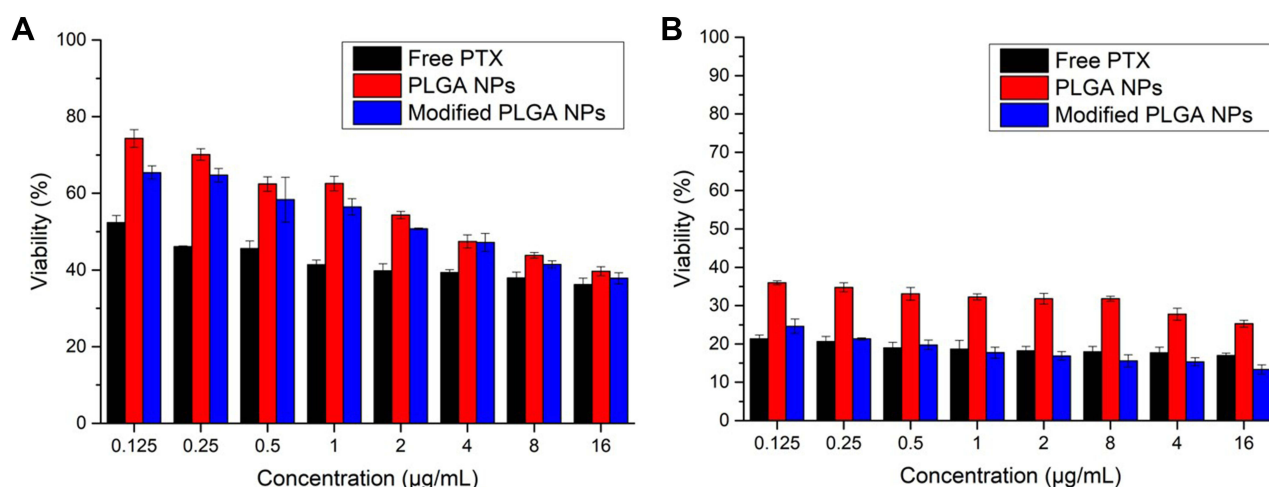 A
100
80
60
40
20
0
Viability (%)
Free PTX
PLGA NPs
Modified PLGA NPs
0.125 0.25 0.5 1 2 4 8 16
Concentration (µg/mL)
B
100
90
80
70
60
50
40
30
20
10
0
Viability (%)
Free PTX
PLGA NPs
Modified PLGA NPs
0.125 0.25 0.5 1 2 8 4 16
Concentration (µg/mL)